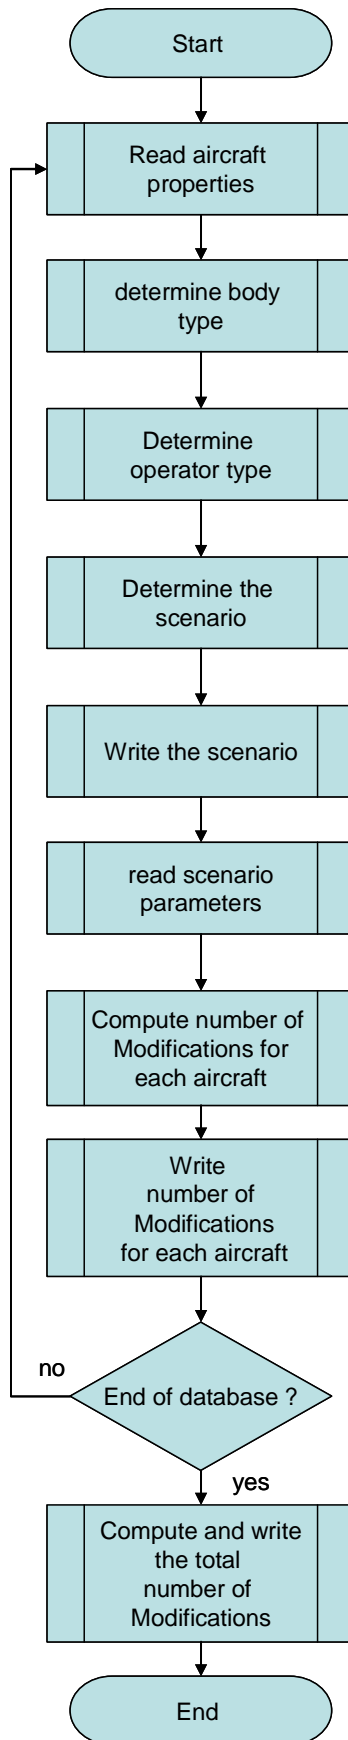 Start
Read aircraft
properties
determine body
type
Determine
operator type
Determine the
scenario
Write the scenario
read scenario
parameters
Compute number of
Modifications for
each aircraft
Write
number of
Modifications
for each aircraft
no
End of database ?
yes
Compute and write
the total
number of
Modifications
End